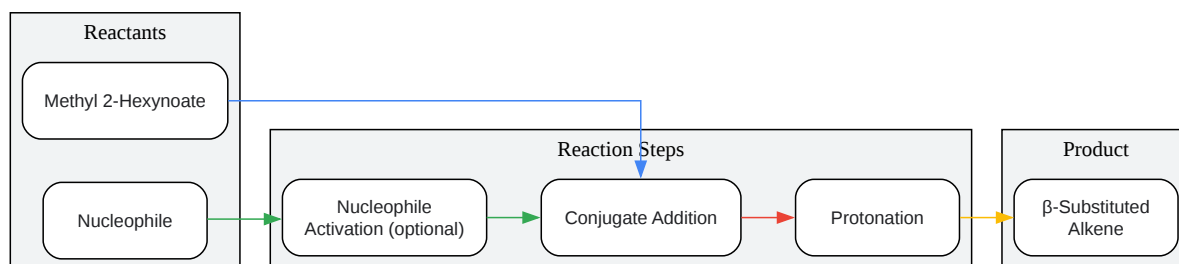 Reactants
Methyl 2-Hexynoate
Nucleophile
Reaction Steps
Nucleophile
Activation (optional)
Conjugate Addition
Protonation
Product
β-Substituted
Alkene